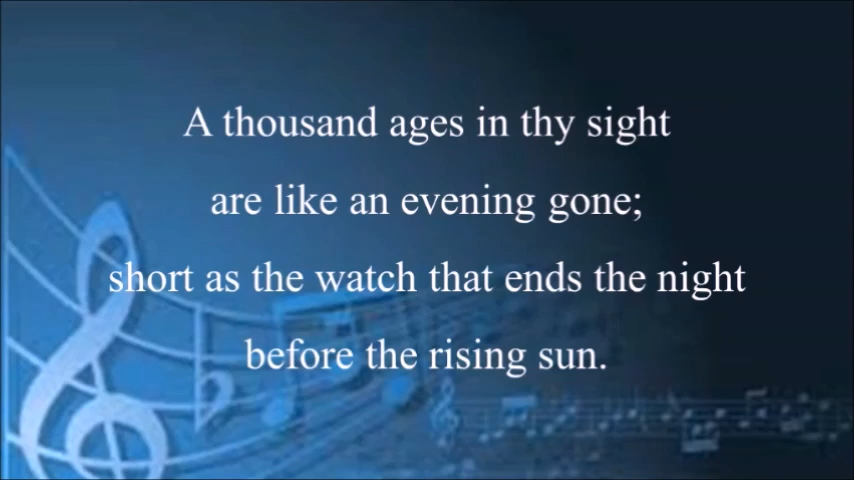 A thousand ages in thy sight
are like an evening gone;
short as the watch that ends the night
before the rising sun.